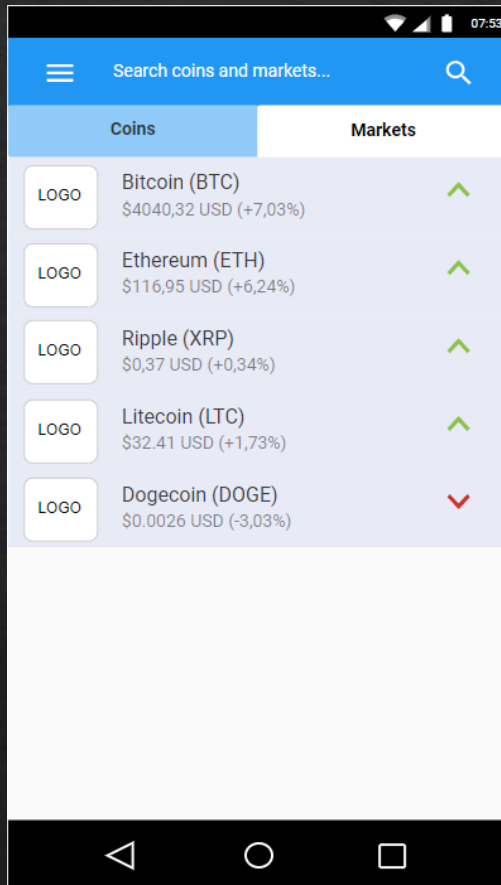 07:53
Search coins and markets...
Coins
Markets
LOGO
Bitcoin (BTC)
$4040,32 USD (+7,03%)
LOGO
Ethereum (ETH)
$116,95 USD (+6,24%)
LOGO
Ripple (XRP)
$0,37 USD (+0,34%)
LOGO
Litecoin (LTC)
$32.41 USD (+1,73%)
LOGO
Dogecoin (DOGE)
$0.0026 USD (-3,03%)